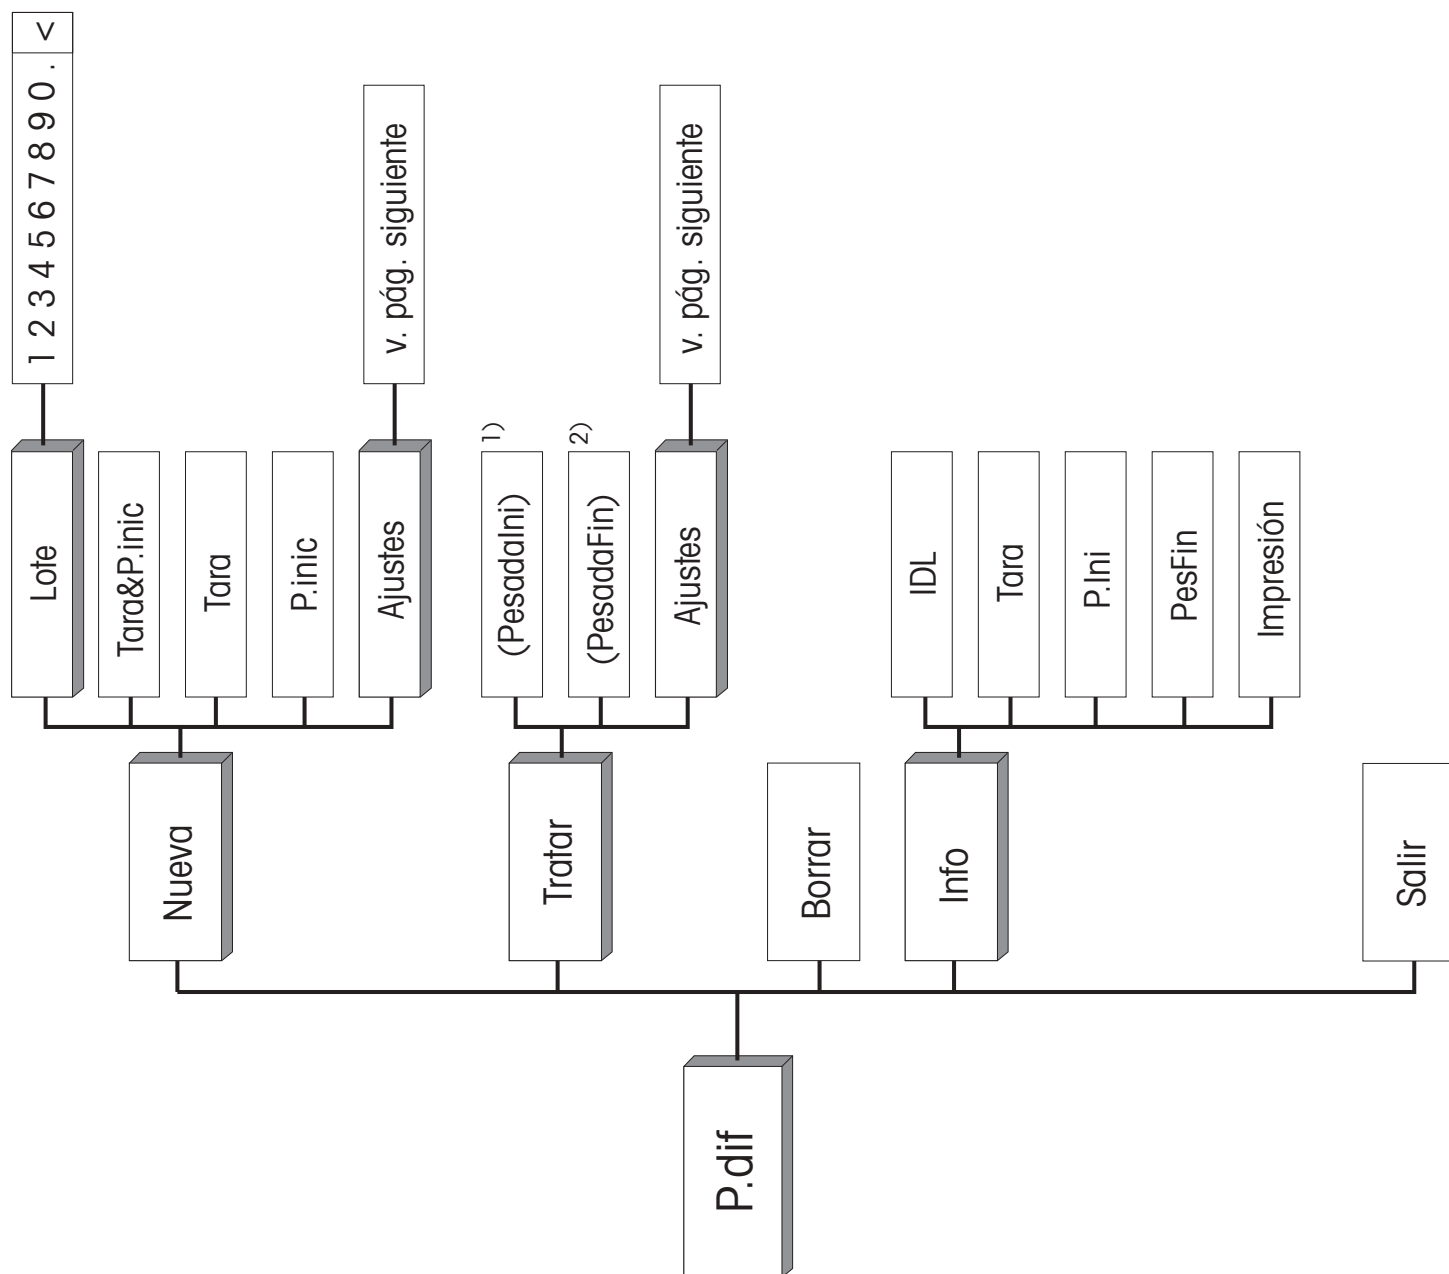 P.dif
Nueva
Lote
1 2 3 4 5 6 7 8 9 0 . <
Tara&P.inic
Tara
P.inic
Ajustes
v. pág. siguiente
Tratar
(PesadaIni) 1)
(PesadaFin) 2)
Ajustes
v. pág. siguiente
Borrar
Info
IDL
Tara
P.Ini
PesFin
Impresión
Salir